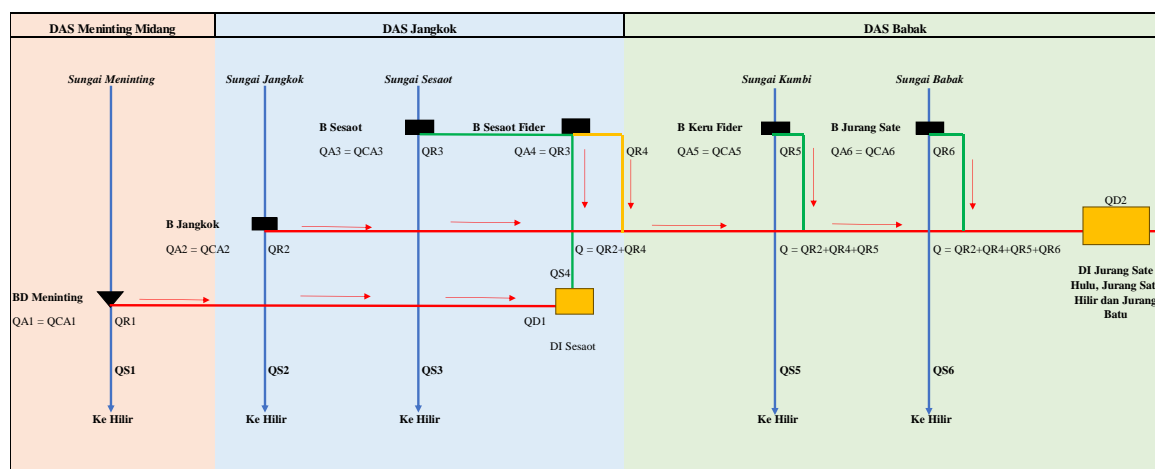 DAS Meninting Midang
DAS Jangkok
DAS Babak
Sungai Meninting
Sungai Jangkok
Sungai Sesaot
Sungai Kumbi
Sungai Babak
B Sesaot
B Sesaot Fider
B Keru Fider
B Jurang Sate
QA3 = QCA3
QR3
QA4 = QR3
QR4
QA5 = QCA5
QR5
QA6 = QCA6
QR6
QD2
B Jangkok
QA2 = QCA2
QR2
Q = QR2+QR4
Q = QR2+QR4+QR5
Q = QR2+QR4+QR5+QR6
QS4
DI Jurang Sate
Hulu, Jurang Sat
Hilir dan Jurang
Batu
BD Meninting
QA1 = QCA1
QR1
QD1
DI Sesaot
QS1
QS2
QS3
QS5
QS6
Ke Hilir
Ke Hilir
Ke Hilir
Ke Hilir
Ke Hilir